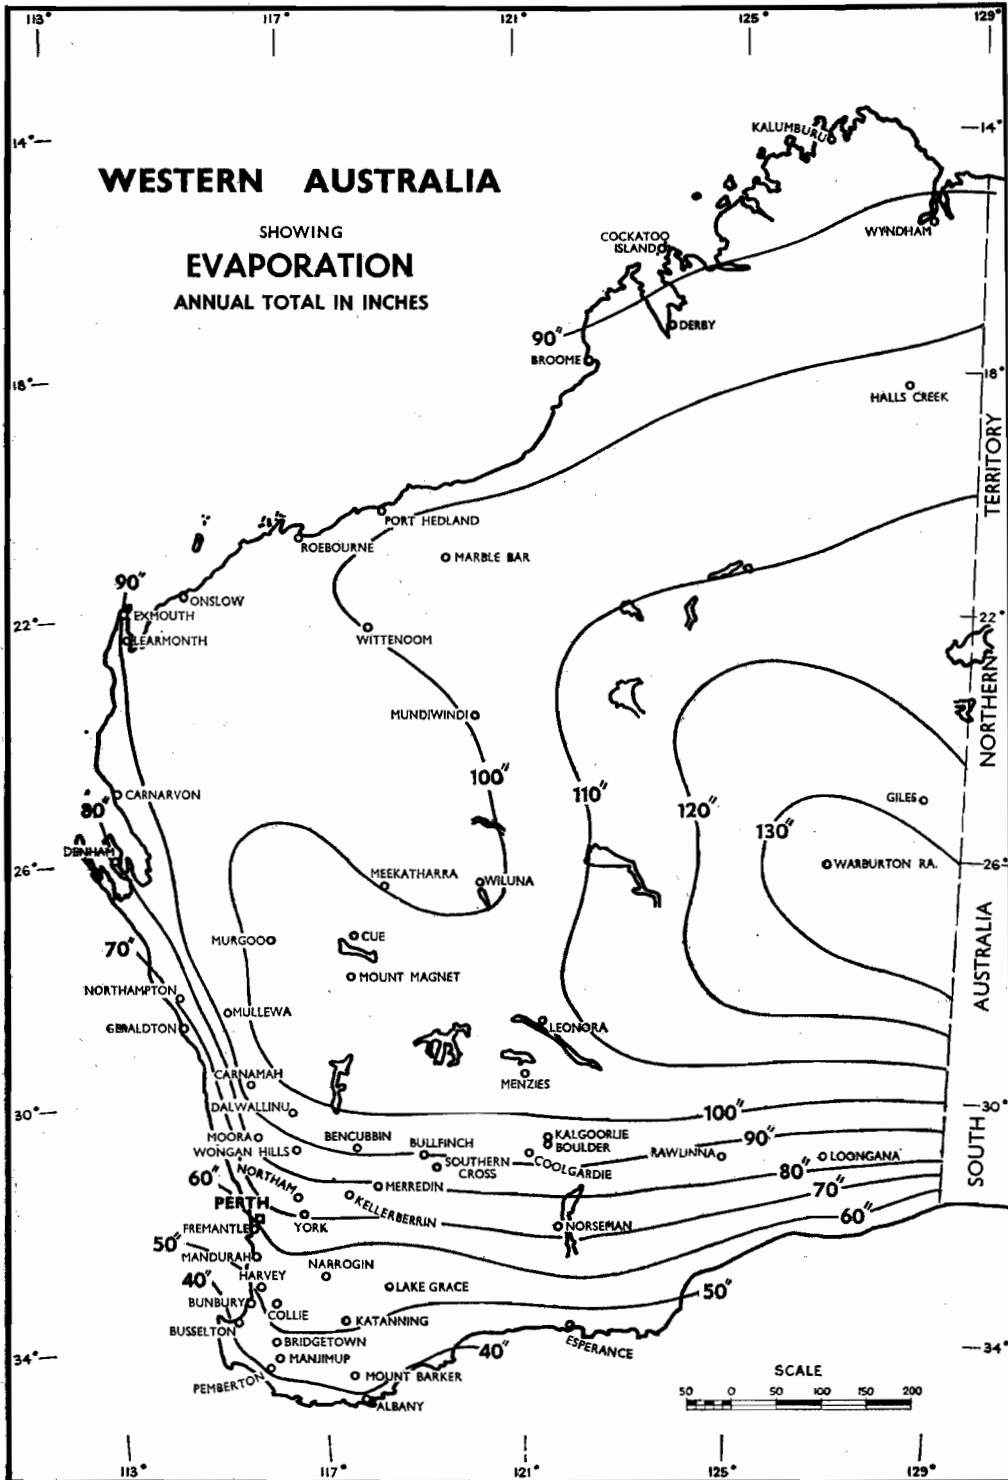 113° 117° 121° 125° 129°
14° 14°
KALUMBURU
WESTERN AUSTRALIA
SHOWING
EVAPORATION
ANNUAL TOTAL IN INCHES
WYNDHAM
COCKATOO
ISLAND
90"
DERBY
BROOME
18° 18°
HALLS CREEK
NORTHERN TERRITORY
PORT HEDLAND
ROEBOURNE
MARBLE BAR
90"
ONSLOW
EXMOUTH
LEARMONTH
22° 22°
WITTENOOM
MUNDIWINDI
100"
110"
120"
130"
CARNARVON
80"
GILES
DENHAM
26° 26°
WARBURTON RA.
MEEKATHARRA
WILUNA
MURGOO
CUE
70"
MOUNT MAGNET
NORTHAMPTON
MULLEWA
GERALDTON
LEONORA
SOUTH AUSTRALIA
CARNAMAH
MENZIES
DALWALLINU
30° 30°
100"
MOORA
BENCUBBIN
BULLFINCH
KALGOORLIE
BOULDER
90"
WONGAN HILLS
SOUTHERN
CROSS
COOLGARDIE
RAWLINNA
LOONGANA
60"
NORTHAM
MERREDIN
80"
70"
PERTH
KELLERBERRIN
60"
FREMANTLE
YORK
NORSEMAN
50"
MANDURAH
NARROGIN
40"
HARVEY
LAKE GRACE
50"
BUNBURY
COLLIE
KATANNING
BUSSELTON
BRIDGETOWN
ESPERANCE
40"
34° 34°
MANJIMUP
PEMBERTON
MOUNT BARKER
ALBANY
SCALE
50 0 50 100 150 200
113° 117° 121° 125° 129°